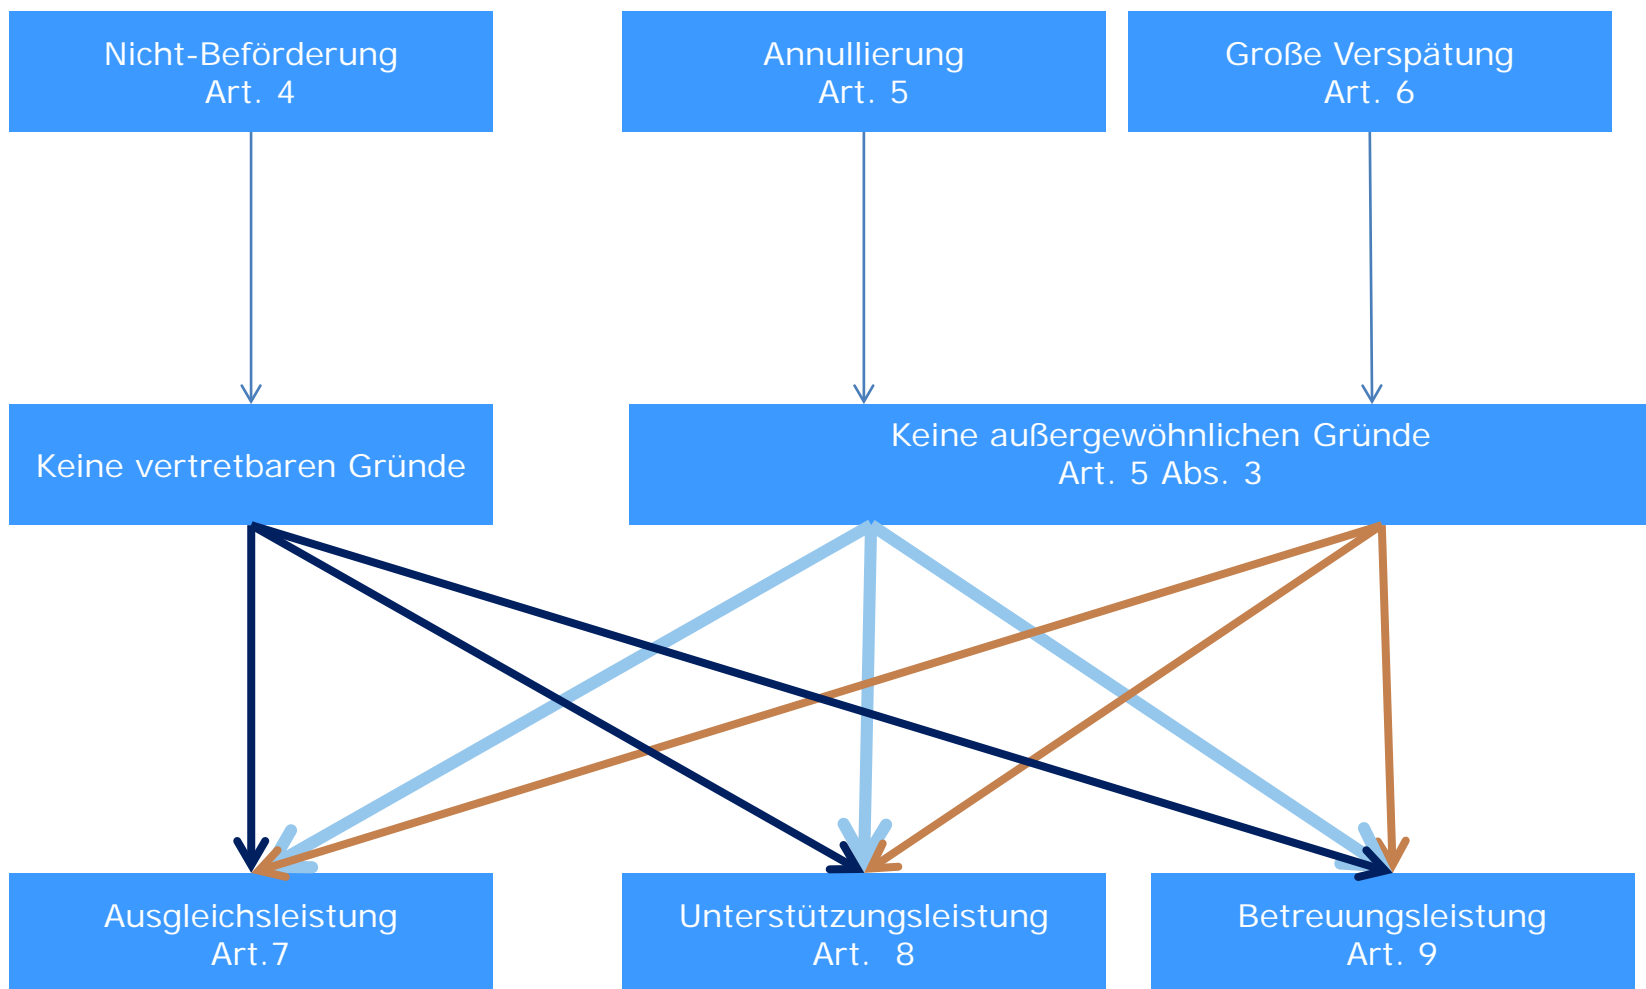 Nicht-Beförderung
Art. 4
Annullierung
Art. 5
Große Verspätung
Art. 6
Keine vertretbaren Gründe
Keine außergewöhnlichen Gründe
Art. 5 Abs. 3
Ausgleichsleistung
Art.7
Unterstützungsleistung
Art.  8
Betreuungsleistung
Art. 9